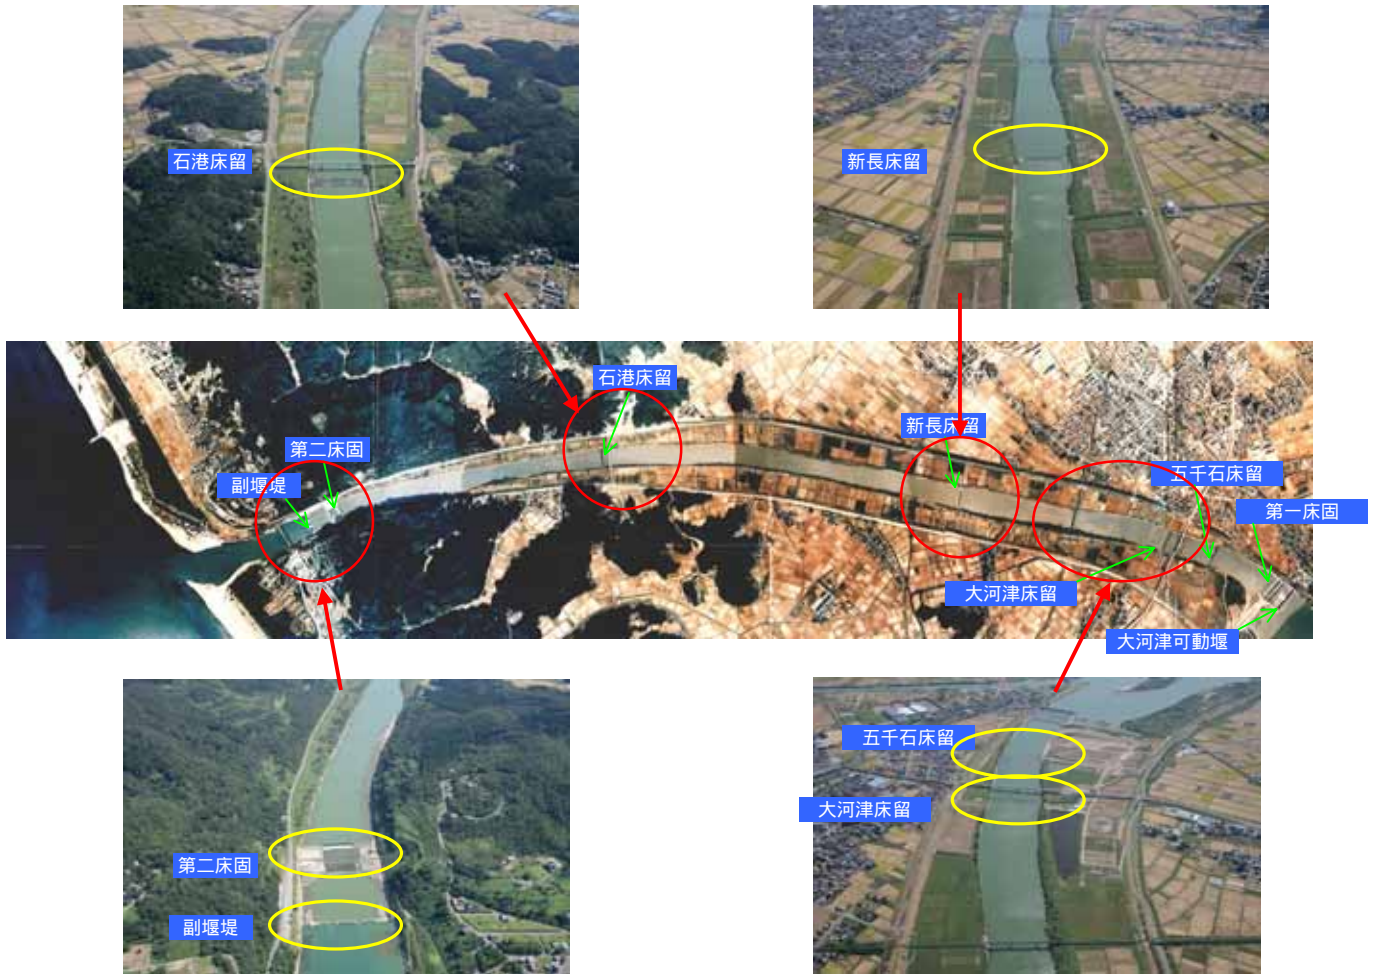 石港床留
新長床留
石港床留
新長床留
第二床固
副堰堤
五千石床留
第一床固
大河津床留
大河津可動堰
五千石床留
大河津床留
第二床固
副堰堤